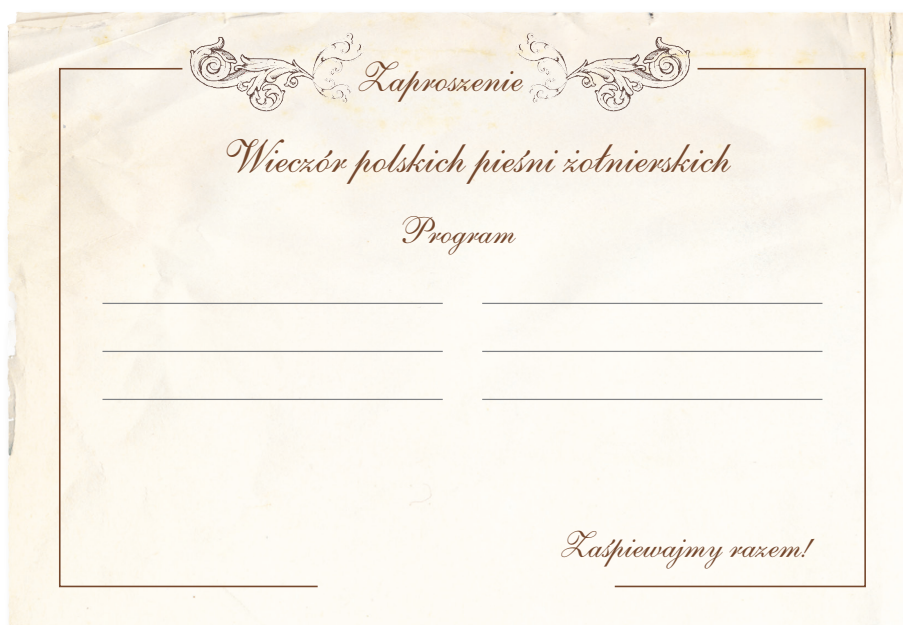 Zaproszenie
Wieczór polskich pieśni żołnierskich
Program
Zaśpiewajmy razem!